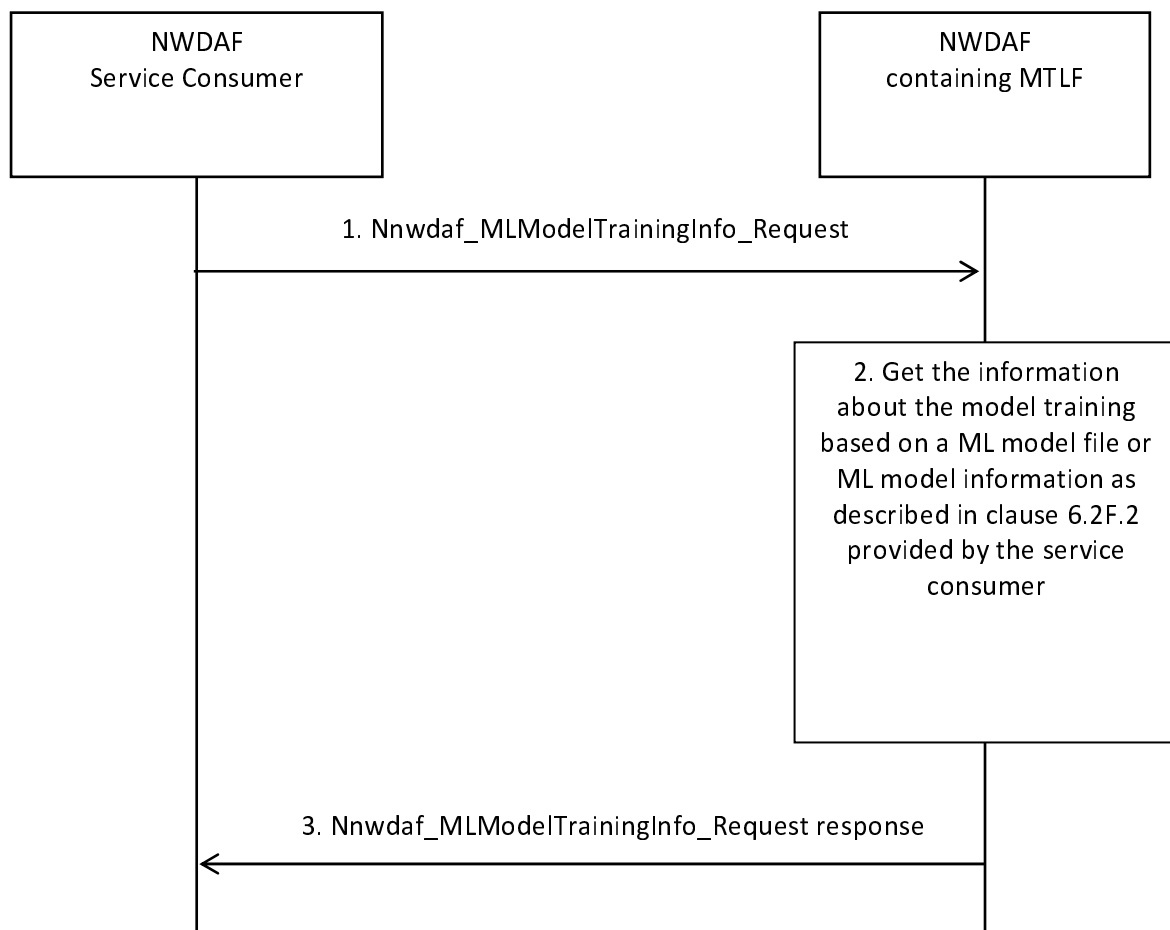 NWDAF
Service Consumer
NWDAF
containing MTLF
1. Nnwdaf_MLModelTrainingInfo_Request
2. Get the information
about the model training
based on a ML model file or
ML model information as
described in clause 6.2F.2
provided by the service
consumer
3. Nnwdaf_MLModelTrainingInfo_Request response